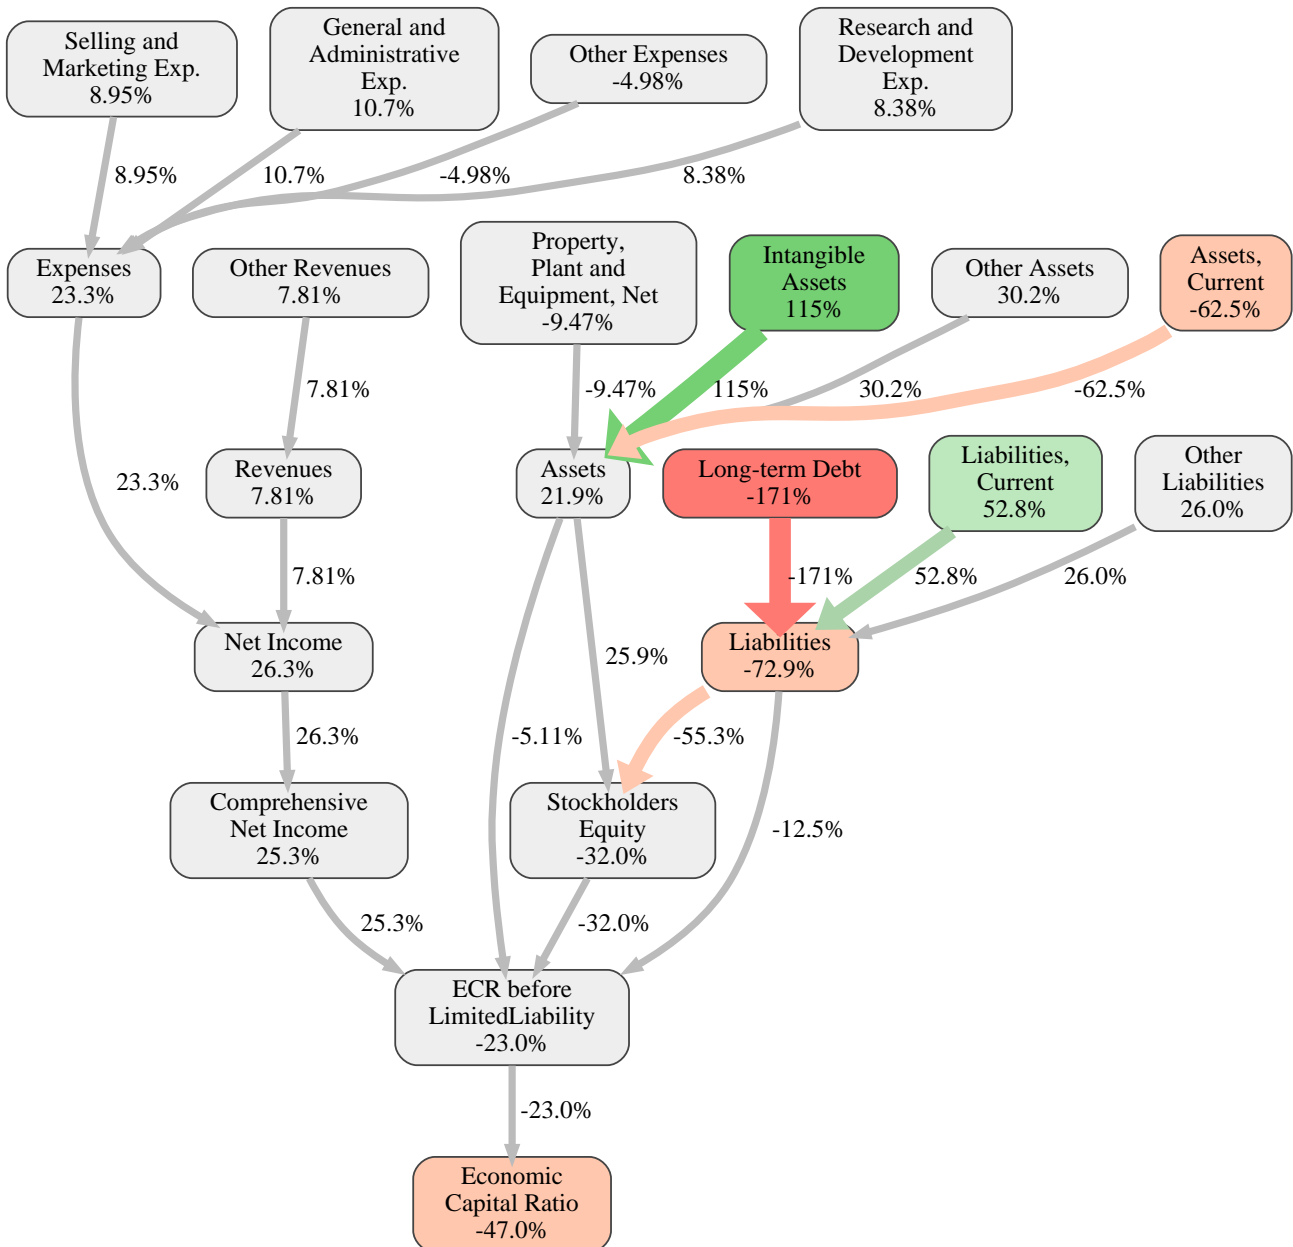 Selling and
Marketing Exp.
8.95%
General and
Administrative
Exp.
10.7%
Other Expenses
-4.98%
Research and
Development
Exp.
8.38%
8.95%
10.7%
-4.98%
8.38%
Expenses
23.3%
Other Revenues
7.81%
Property,
Plant and
Equipment, Net
-9.47%
Intangible
Assets
115%
Other Assets
30.2%
Assets,
Current
-62.5%
7.81%
-9.47%
115%
30.2%
-62.5%
23.3%
Revenues
7.81%
Assets
21.9%
Long-term Debt
-171%
Liabilities,
Current
52.8%
Other
Liabilities
26.0%
7.81%
-171%
52.8%
26.0%
Net Income
26.3%
25.9%
Liabilities
-72.9%
26.3%
-5.11%
-55.3%
Comprehensive
Net Income
25.3%
Stockholders
Equity
-32.0%
-12.5%
25.3%
-32.0%
ECR before
LimitedLiability
-23.0%
-23.0%
Economic
Capital Ratio
-47.0%